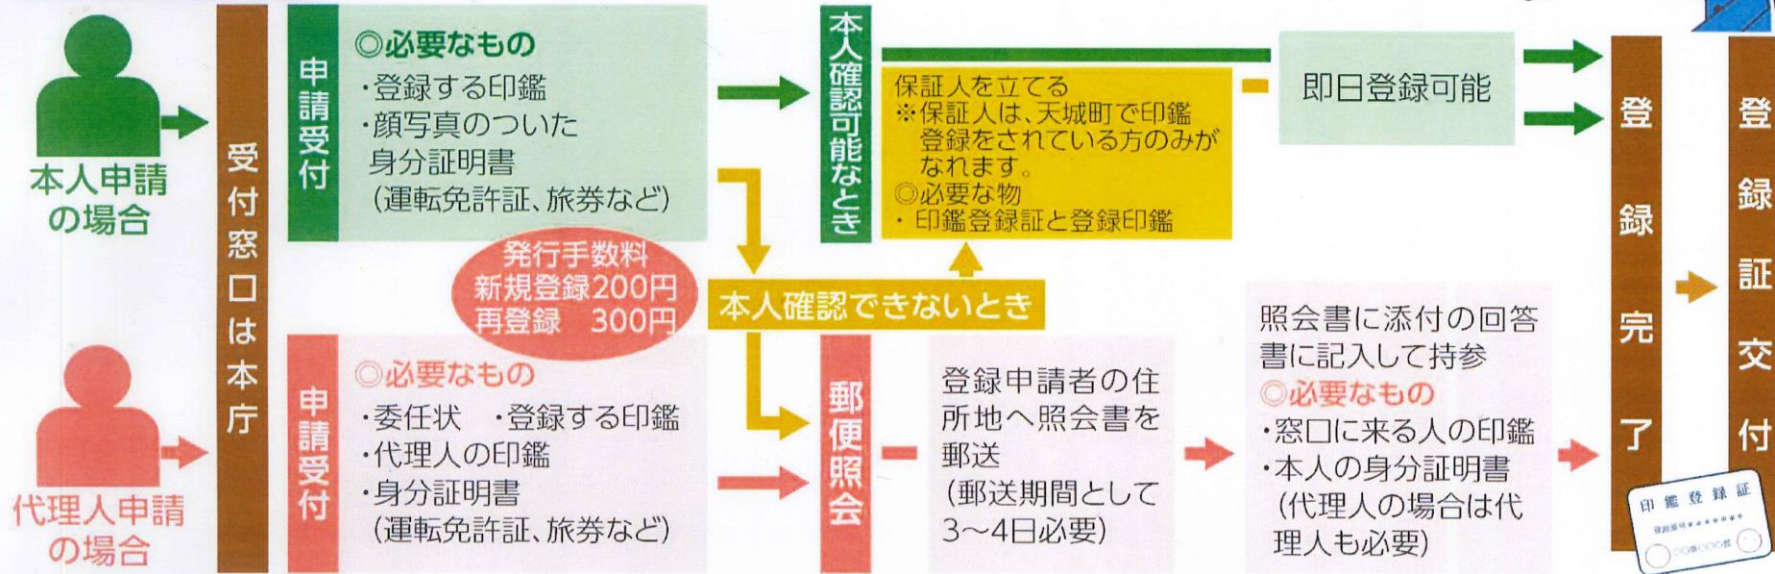 本人申請
の場合
代理人申請
の場合
受付窓口は本庁
申請受付
◎必要なもの
・登録する印鑑
・顔写真のついた
身分証明書
(運転免許証、旅券など)
発行手数料
新規登録200円
再登録 300円
申請受付
◎必要なもの
・委任状 ・登録する印鑑
・代理人の印鑑
・身分証明書
(運転免許証、旅券など)
本人確認可能なとき
保証人を立てる
※保証人は、天城町で印鑑
登録をされている方のみが
なれます。
◎必要な物
・印鑑登録証と登録印鑑
即日登録可能
本人確認できないとき
郵便照会
登録申請者の住
所地へ照会書を
郵送
(郵送期間として
3〜4日必要)
照会書に添付の回答
書に記入して持参
◎必要なもの
・窓口に来る人の印鑑
・本人の身分証明書
(代理人の場合は代
理人も必要)
登録完了
登録証交付
印鑑登録証